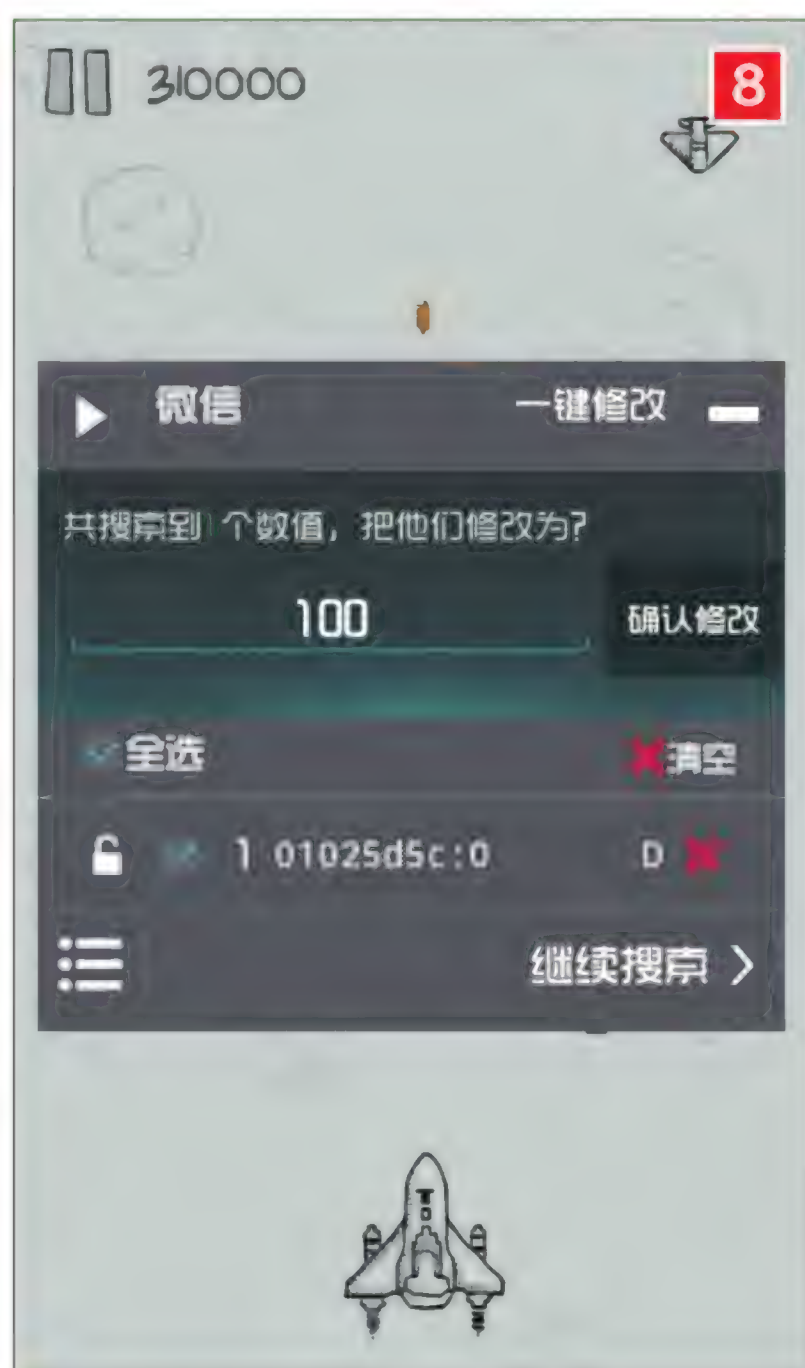 310000
8
微信 一键修改
共搜索到1个数值，把他们修改为?
100 确认修改
全选 清空
1 01025d5c:0 D
继续搜索